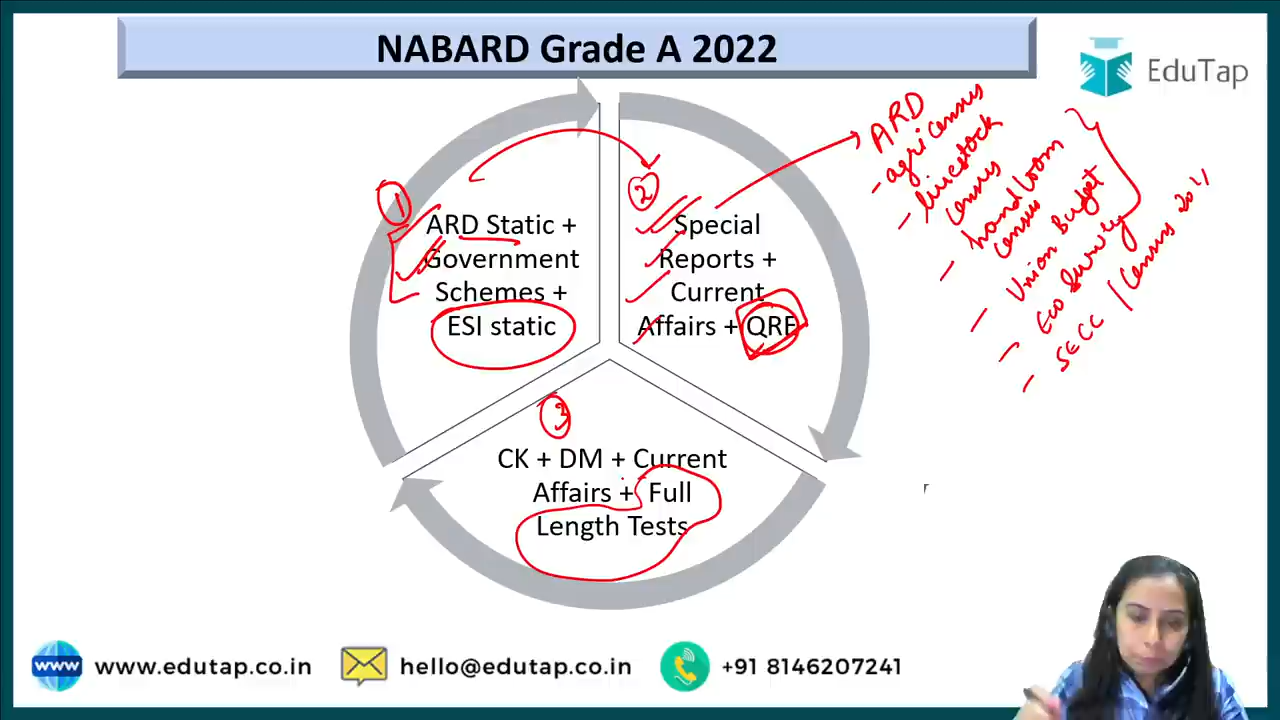 NABARD Grade A 2022
EduTap
1
ARD Static +
Government
Schemes +
ESI static
2
Special
Reports +
Current
Affairs + QRE
ARD
- agricensus
- livestock
census
- handloom
census
- Union Budget
- Eco Survey
- SECC / Census 2011
3
CK + DM + Current
Affairs + Full
Length Tests
www.edutap.co.in
hello@edutap.co.in
+91 8146207241